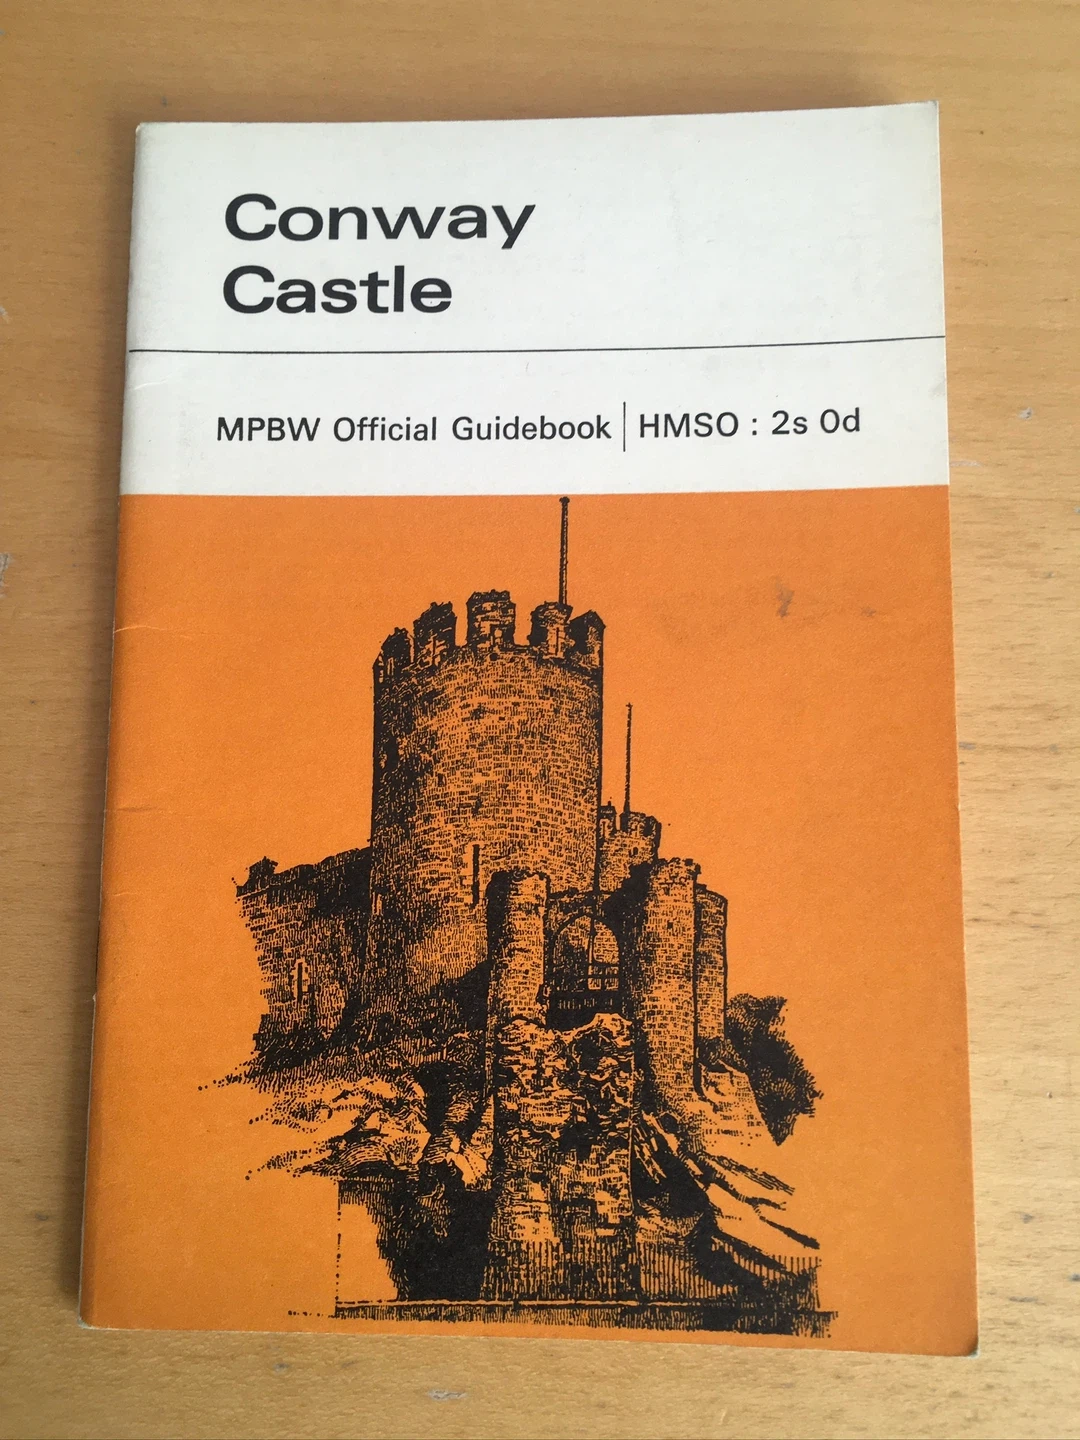 Conway
Castle
MPBW Official Guidebook | HMSO : 2s 0d